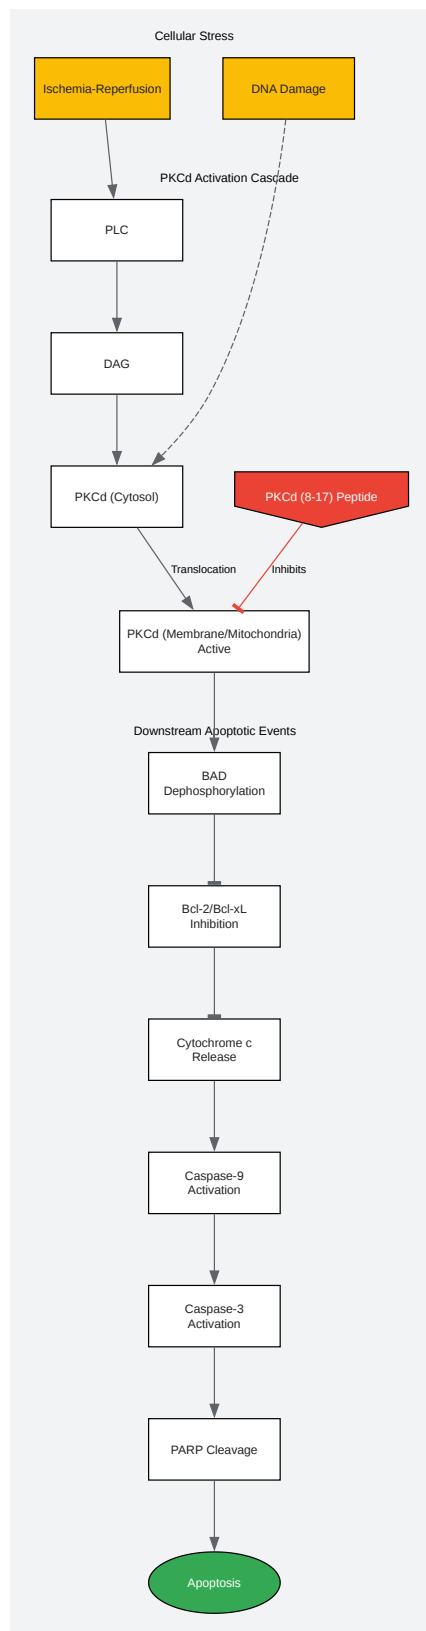 Cellular Stress
Ischemia-Reperfusion
DNA Damage
PKCd Activation Cascade
PLC
DAG
PKCd (Cytosol)
PKCd (8-17) Peptide
Translocation
Inhibits
PKCd (Membrane/Mitochondria)
Active
Downstream Apoptotic Events
BAD
Dephosphorylation
Bcl-2/Bcl-xL
Inhibition
Cytochrome c
Release
Caspase-9
Activation
Caspase-3
Activation
PARP Cleavage
Apoptosis